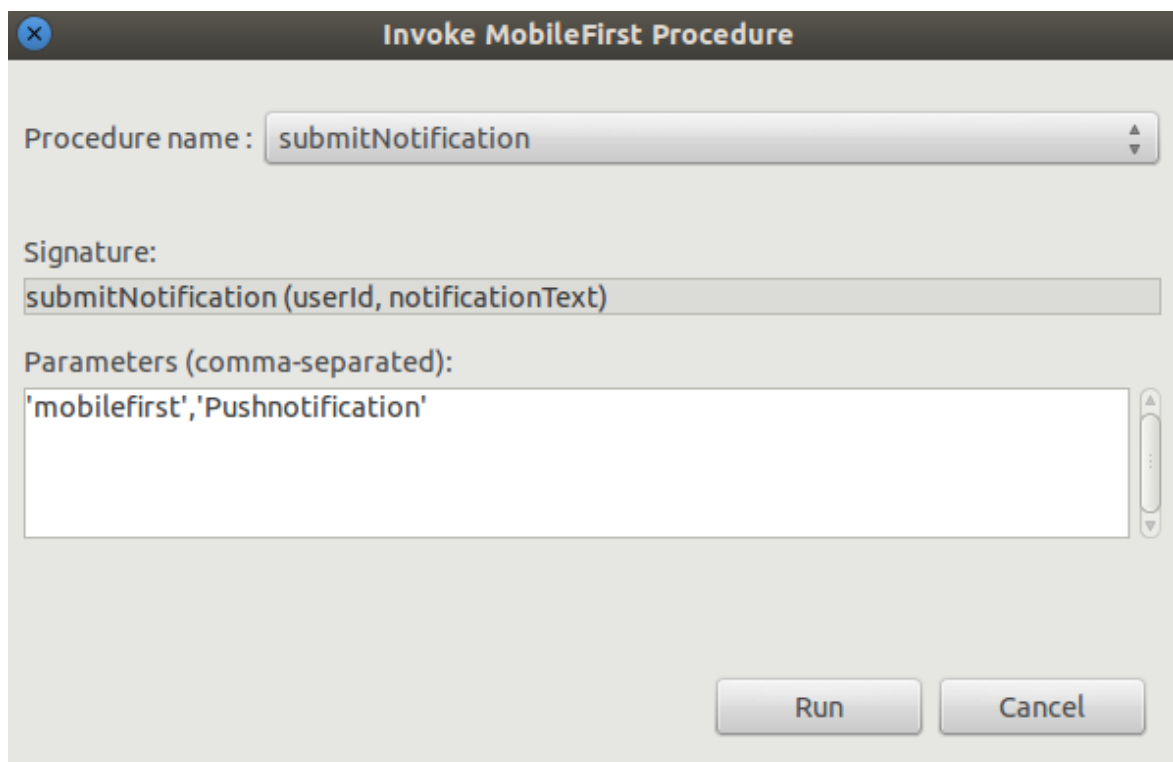 Invoke MobileFirst Procedure
Procedure name : submitNotification
Signature:
submitNotification (userId, notificationText)
Parameters (comma-separated):
'mobilefirst','Pushnotification'
Run Cancel